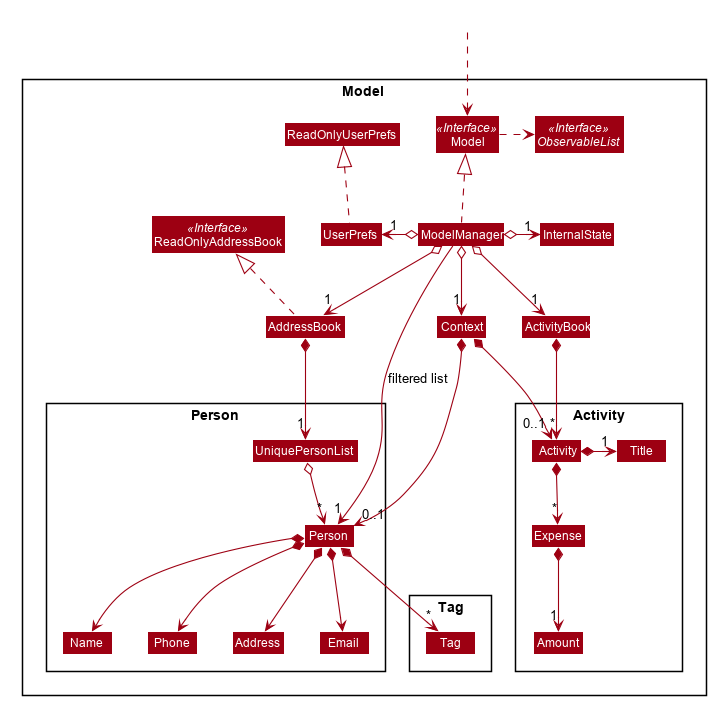 Model
ReadOnlyUserPrefs
«Interface»
Model
«Interface»
ObservableList
«Interface»
ReadOnlyAddressBook
UserPrefs
1
ModelManager
1
InternalState
1
1
1
AddressBook
Context
ActivityBook
filtered list
Person
Activity
1
0..1
*
UniquePersonList
Activity
1
Title
*
1
0..1
*
Person
Expense
Tag
*
1
Name
Phone
Address
Email
Tag
Amount